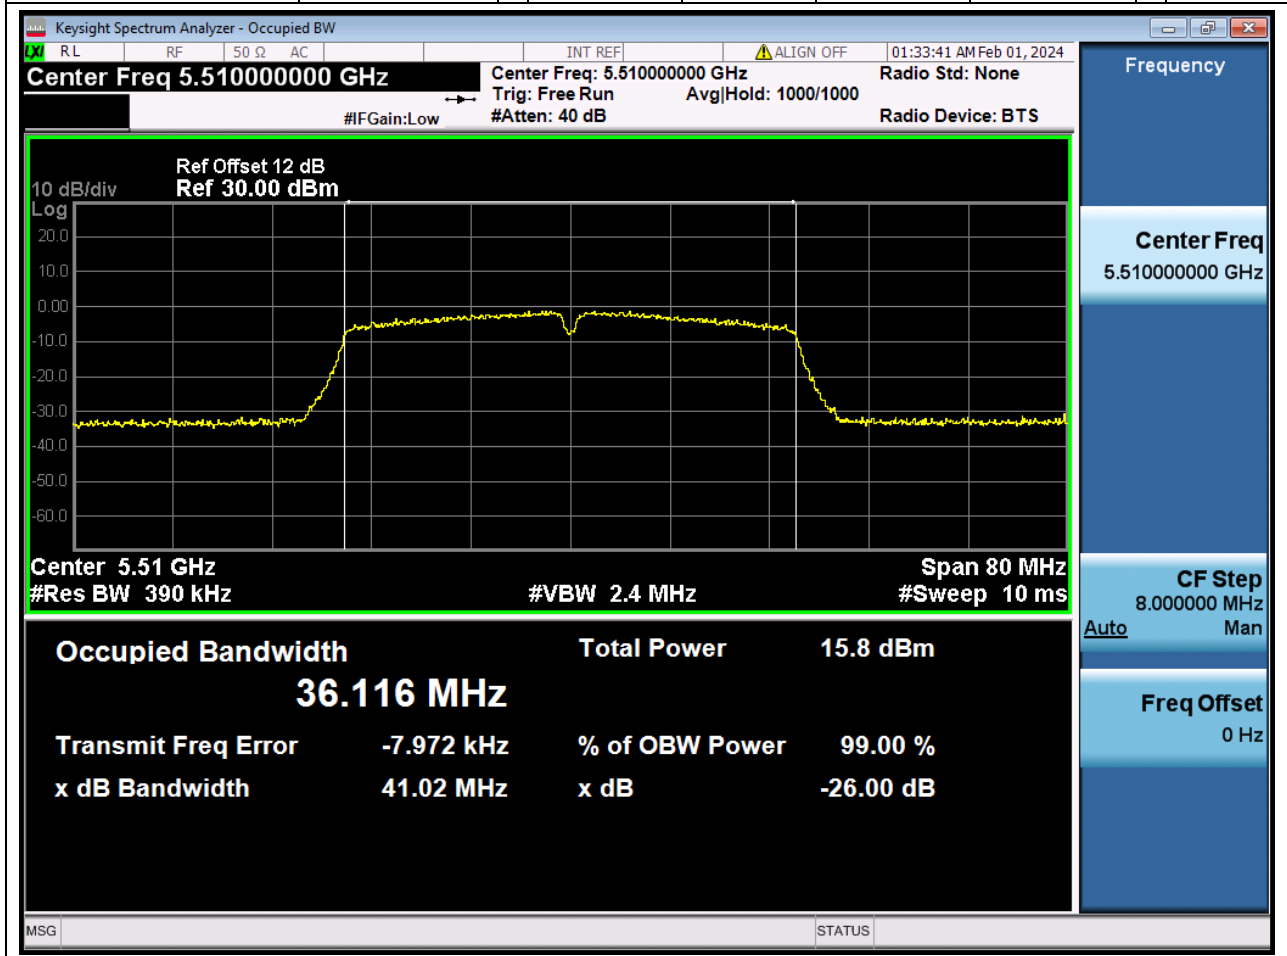 Keysight Spectrum Analyzer - Occupied BW
LXI RL RF 50 Ω AC INT REF ALIGN OFF 01:33:41 AM Feb 01, 2024
Center Freq 5.510000000 GHz
Center Freq: 5.510000000 GHz
Radio Std: None
Trig: Free Run Avg|Hold: 1000/1000
#IFGain:Low
#Atten: 40 dB
Radio Device: BTS
Ref Offset 12 dB
10 dB/div Ref 30.00 dBm
Log
20.0
10.0
0.00
-10.0
-20.0
-30.0
-40.0
-50.0
-60.0
Center 5.51 GHz Span 80 MHz
#Res BW 390 kHz #VBW 2.4 MHz #Sweep 10 ms
Occupied Bandwidth Total Power 15.8 dBm
36.116 MHz
Transmit Freq Error -7.972 kHz % of OBW Power 99.00 %
x dB Bandwidth 41.02 MHz x dB -26.00 dB
MSG STATUS
Frequency
Center Freq
5.510000000 GHz
CF Step
8.000000 MHz
Auto Man
Freq Offset
0 Hz